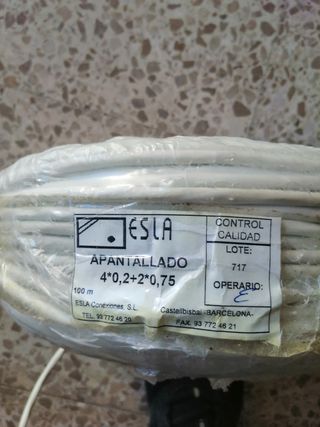 ESLA
APANTALLADO
4*0,2+2*0,75
100 m
ESLA Conexiones S.L. Castellbisbal -BARCELONA-
TEL. 93 772 46 20 FAX. 93 772 46 21
CONTROL
CALIDAD
LOTE:
717
OPERARIO:
E